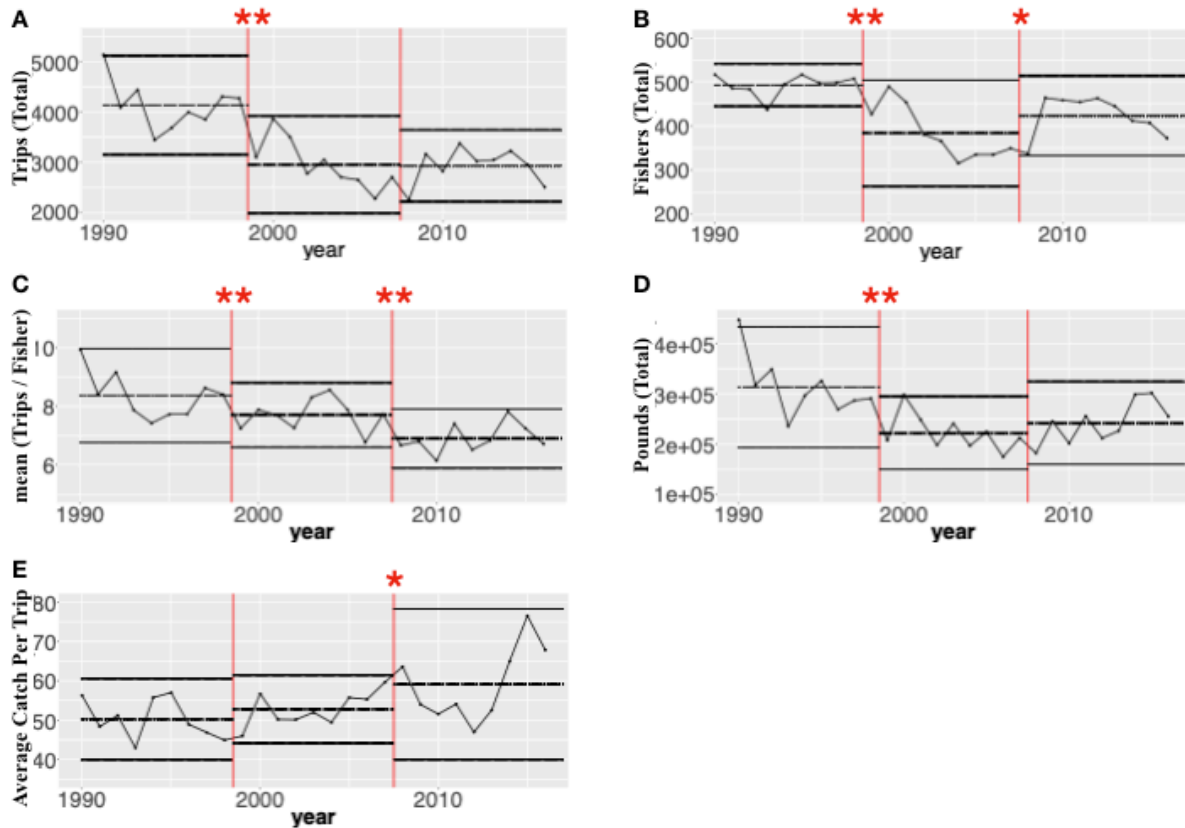 A
**
Trips (Total)
5000
4000
3000
2000
1990
2000
2010
year
B
**
*
Fishers (Total)
600
500
400
300
200
1990
2000
2010
year
C
**
**
mean (Trips / Fisher)
10
8
6
1990
2000
2010
year
D
**
Pounds (Total)
4e+05
3e+05
2e+05
1e+05
1990
2000
2010
year
E
*
Average Catch Per Trip
80
70
60
50
40
1990
2000
2010
year